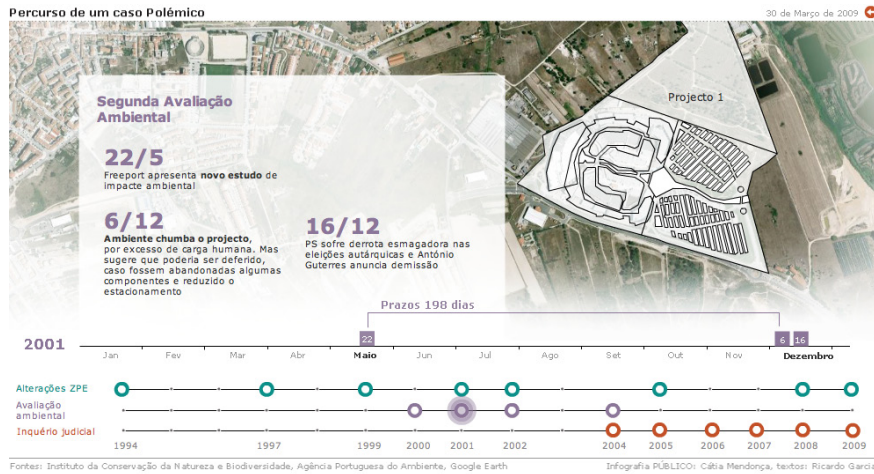 Percurso de um caso Polémico
30 de Março de 2009
Projecto 1
Segunda Avaliação
Ambiental
22/5
Freeport apresenta novo estudo de
impacte ambiental
6/12
Ambiente chumba o projecto,
por excesso de carga humana. Mas
sugere que poderia ser deferido,
caso fossem abandonadas algumas
componentes e reduzido o
estacionamento
16/12
PS sofre derrota esmagadora nas
eleições autárquicas e António
Guterres anuncia demissão
Prazos 198 dias
2001
22
6 16
Jan Fev Mar Abr Maio Jun Jul Ago Set Out Nov Dezembro
Alterações ZPE
Avaliação
ambiental
Inquério judicial
1994 1997 1999 2000 2001 2002 2004 2005 2006 2007 2008 2009
Fontes: Instituto da Conservação da Natureza e Biodiversidade, Agência Portuguesa do Ambiente, Google Earth
Infografia PÚBLICO: Cátia Mendonça, textos: Ricardo Garcia